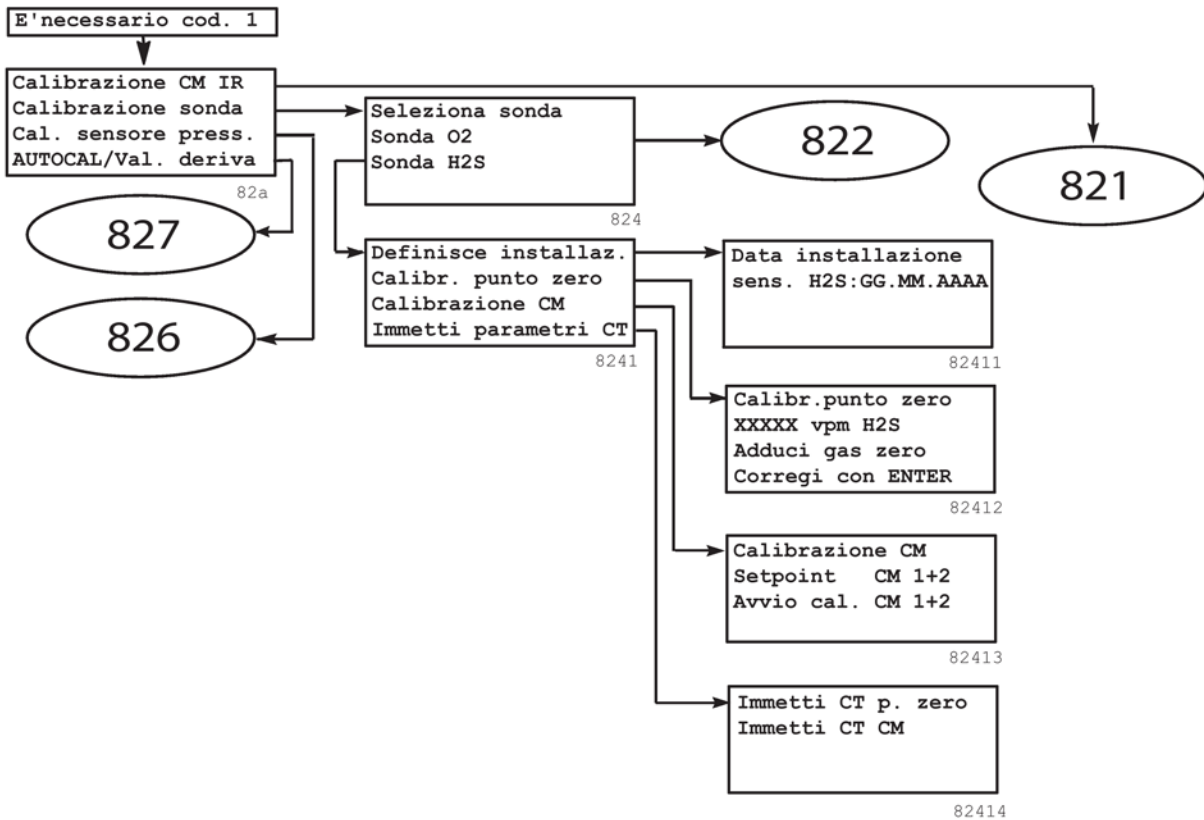 E'necessario cod. 1
Calibrazione CM IR
Calibrazione sonda
Cal. sensore press.
AUTOCAL/Val. deriva
82a
Seleziona sonda
Sonda O2
Sonda H2S
824
822
821
827
826
Definisce installaz.
Calibr. punto zero
Calibrazione CM
Immetti parametri CT
8241
Data installazione
sens. H2S:GG.MM.AAAA
82411
Calibr.punto zero
XXXXX vpm H2S
Adduci gas zero
Corregi con ENTER
82412
Calibrazione CM
Setpoint   CM 1+2
Avvio cal. CM 1+2
82413
Immetti CT p. zero
Immetti CT CM
82414